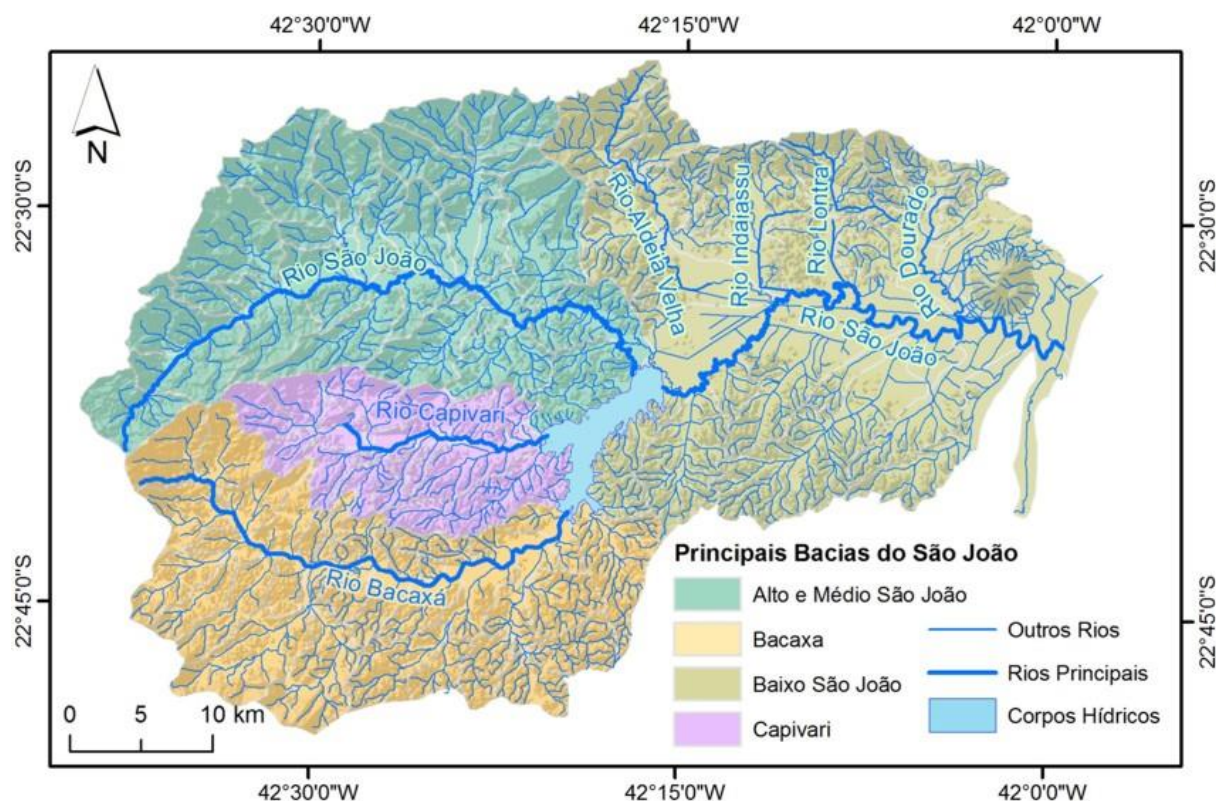 42°30'0"W
42°15'0"W
42°0'0"W
N
22°30'0"S
22°30'0"S
Rio São João
Rio Aldeia Velha
Rio Indaiassu
Rio Lontra
Rio Dourado
Rio São João
Rio Capivari
Rio Bacaxá
22°45'0"S
22°45'0"S
Principais Bacias do São João
Alto e Médio São João
Bacaxa
Baixo São João
Capivari
Outros Rios
Rios Principais
Corpos Hídricos
0 5 10 km
42°30'0"W
42°15'0"W
42°0'0"W